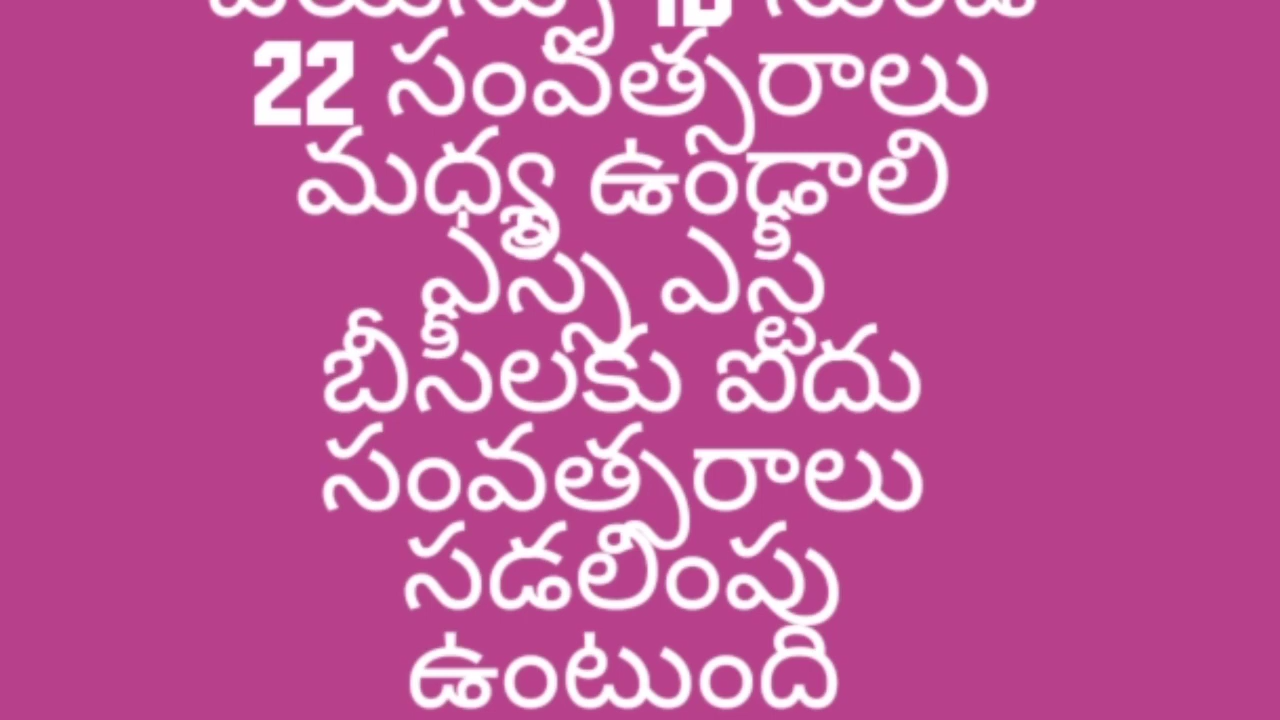 22 సంవత్సరాలు
మధ్య ఉండాలి
ఎస్సీ ఎస్టీ
బీసీలకు ఐదు
సంవత్సరాలు
సడలింపు
ఉంటుంది